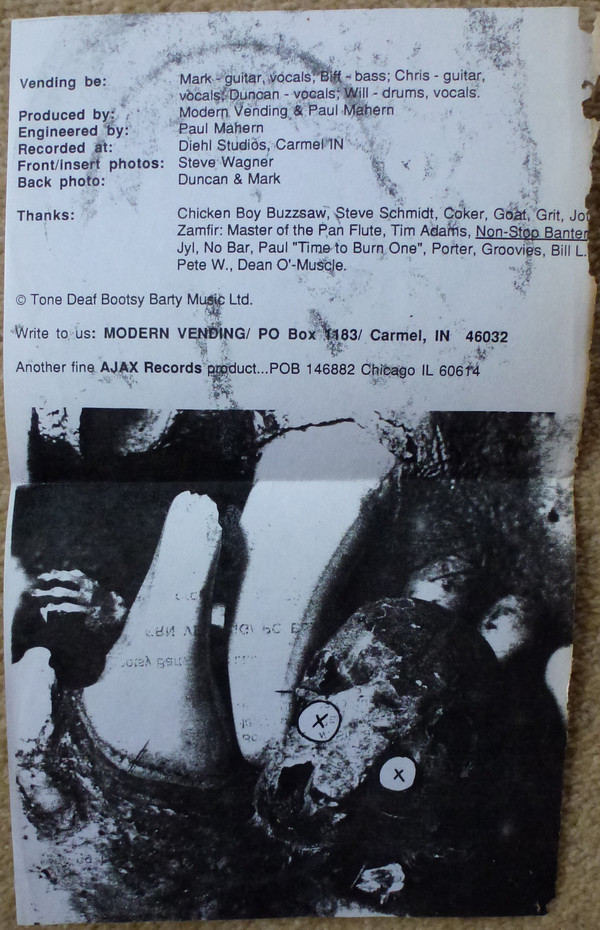 Vending be: Mark - guitar, vocals; Biff - bass; Chris - guitar,
vocals; Duncan - vocals; Will - drums, vocals.
Produced by: Modern Vending & Paul Mahern
Engineered by: Paul Mahern
Recorded at: Diehl Studios, Carmel IN
Front/insert photos: Steve Wagner
Back photo: Duncan & Mark
Thanks: Chicken Boy Buzzsaw, Steve Schmidt, Coker, Goat, Grit,
Zamfir: Master of the Pan Flute, Tim Adams, Non-Stop Banter
Jyl, No Bar, Paul "Time to Burn One", Porter, Groovies, Bill L.
Pete W., Dean O'-Muscle.
© Tone Deaf Bootsy Barty Music Ltd.
Write to us: MODERN VENDING/ PO Box 1183/ Carmel, IN 46032
Another fine AJAX Records product...POB 146882 Chicago IL 60614
X
X